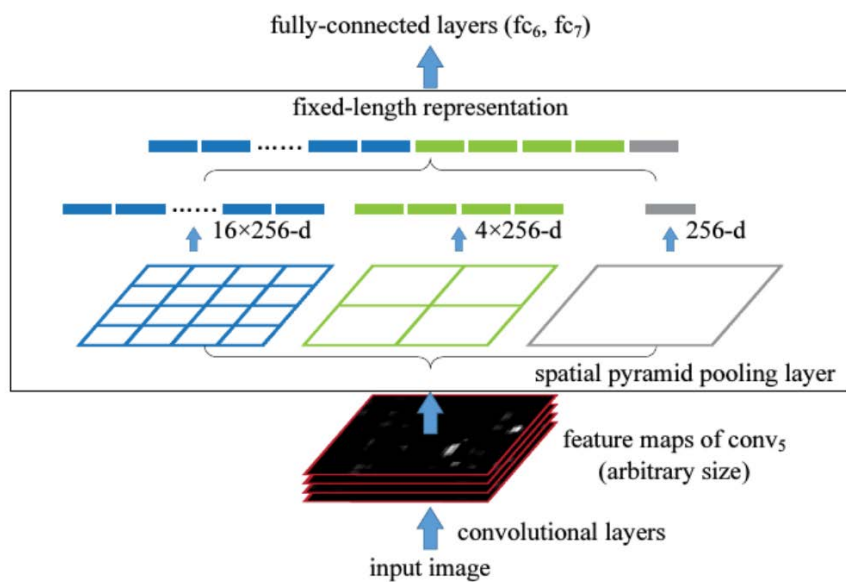 fully-connected layers (fc₆, fc₇)
fixed-length representation
......
......
16×256-d
4×256-d
256-d
spatial pyramid pooling layer
feature maps of conv₅
(arbitrary size)
convolutional layers
input image